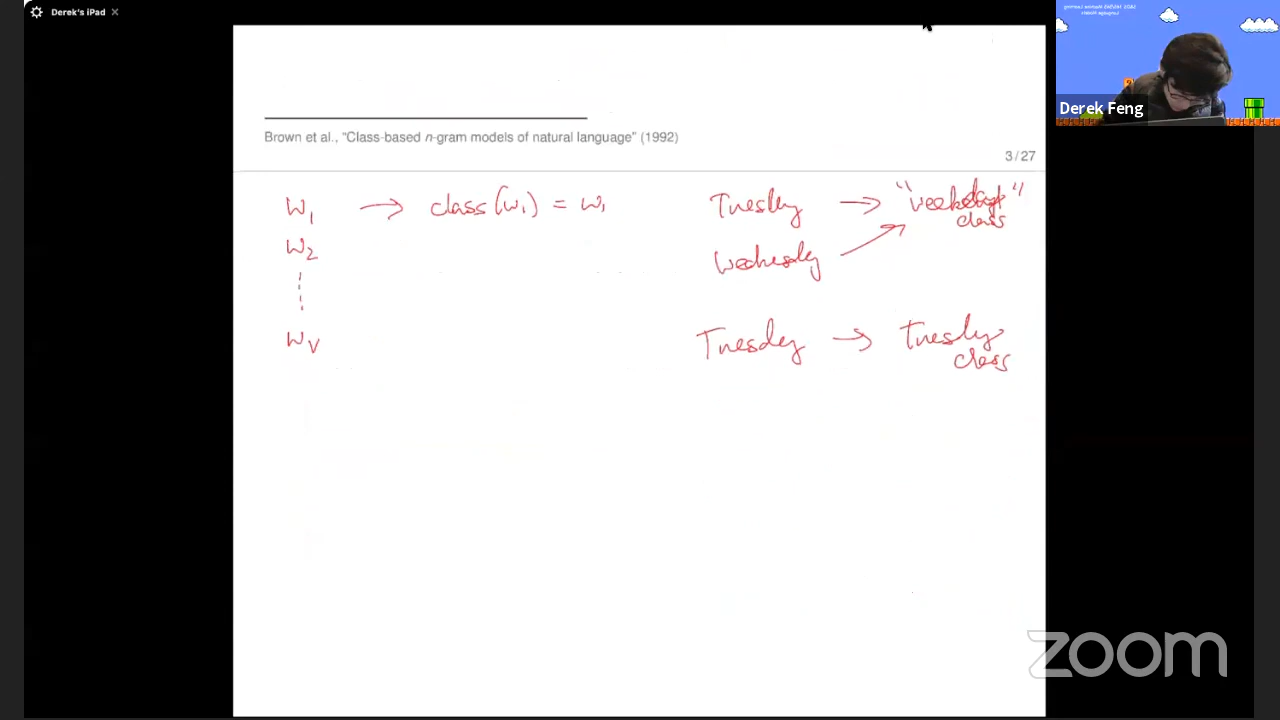 Derek's iPad
Derek Feng
Brown et al., “Class-based n-gram models of natural language” (1992)
3 / 27
w₁ → class(w₁) = w₁
w₂
w_V
Tuesday → "weekday"
class
Wednesday
Tuesday → Tuesday
class
zoom